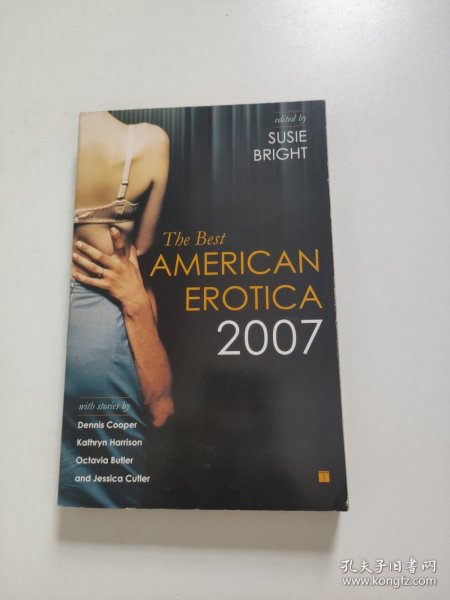 edited by
SUSIE
BRIGHT
The Best
AMERICAN
EROTICA
2007
with stories by
Dennis Cooper
Kathryn Harrison
Octavia Butler
and Jessica Cutler
孔夫子旧书网
www.kongfz.com